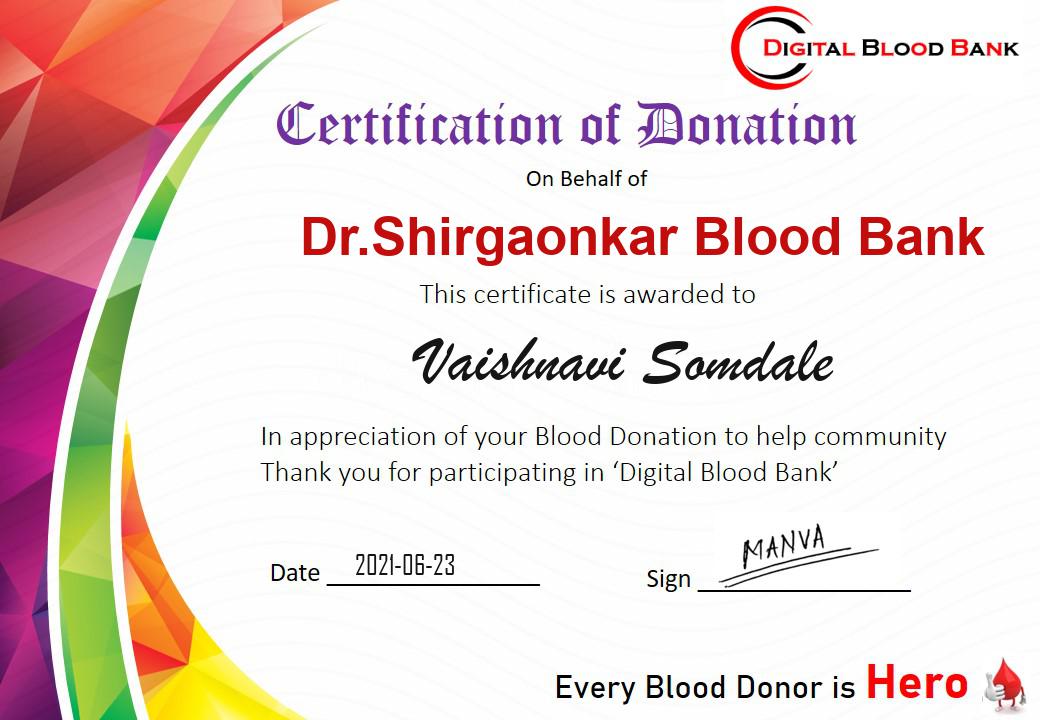 DIGITAL BLOOD BANK
Certification of Donation
On Behalf of
Dr.Shirgaonkar Blood Bank
This certificate is awarded to
Vaishnavi Somdale
In appreciation of your Blood Donation to help community
Thank you for participating in ‘Digital Blood Bank’
Date 2021-06-23
Sign MANVA
Every Blood Donor is Hero